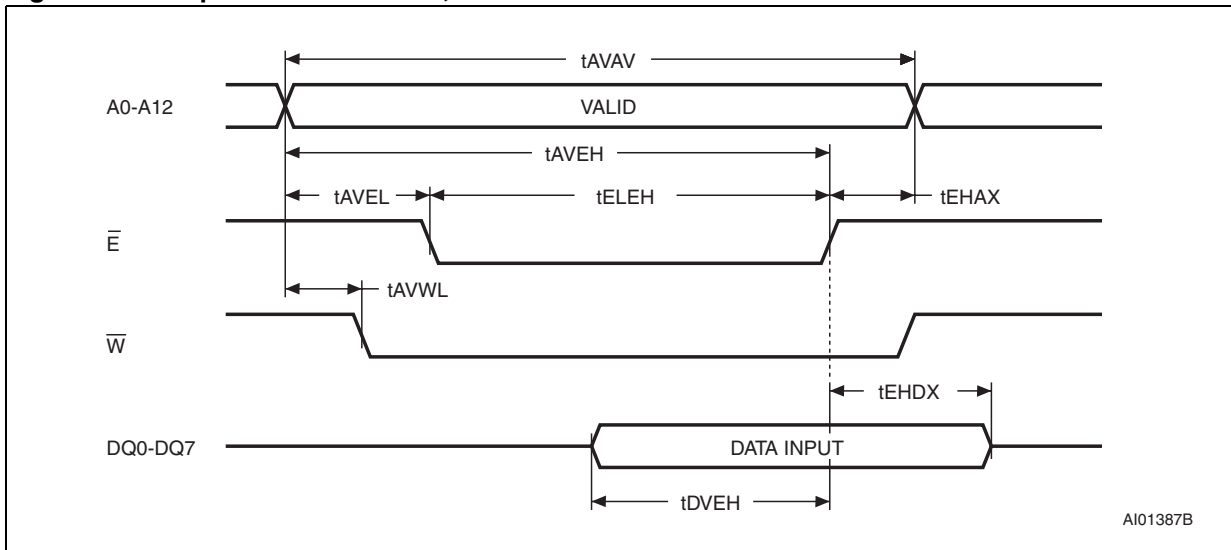 tAVAV
A0-A12
VALID
tAVEH
tAVEL
tELEH
tEHAX
E̅
tAVWL
W̅
tEHDX
DQ0-DQ7
DATA INPUT
tDVEH
AI01387B